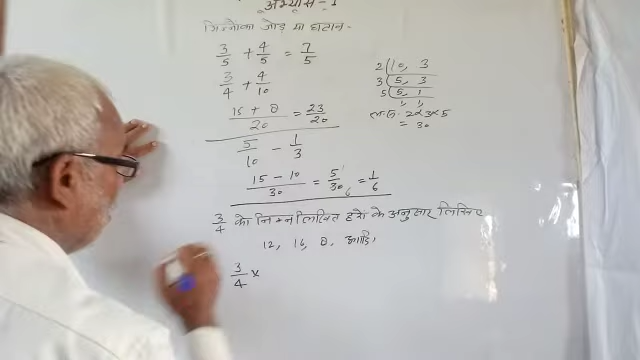 अभ्यास - 1
भिन्नो का जोड़ या घटान -
3/5 + 4/5 = 7/5
3/4 + 4/10
15 + 8 / 20 = 23/20
5/10 - 1/3
15 - 10 / 30 = 5/30 6 = 1/6
3/4 को निम्नलिखित हरो के अनुसार लिखिए
12, 16, 8, आदि।
3/4 ×
2 10, 3
3 5, 3
5 5, 1
1, 1,
ल.स. 2×3×5
= 30